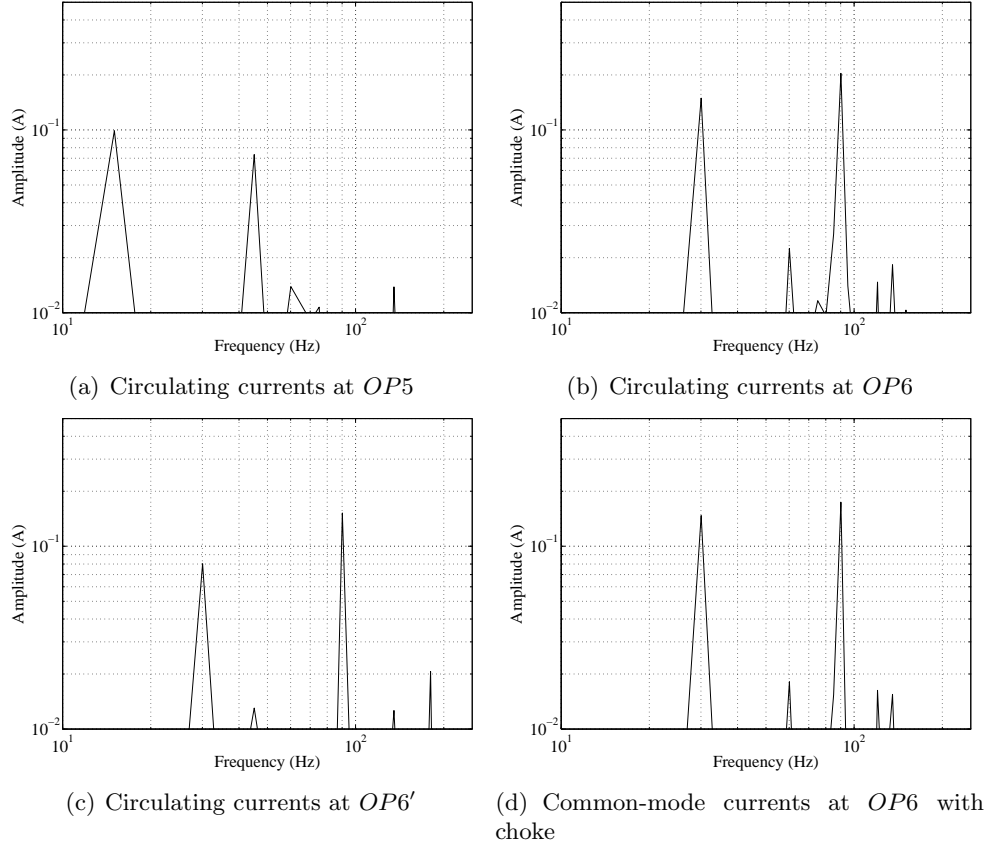 Amplitude (A)
10^-1
10^-2
10^1
10^2
Frequency (Hz)
(a) Circulating currents at OP5
Amplitude (A)
10^-1
10^-2
10^1
10^2
Frequency (Hz)
(b) Circulating currents at OP6
Amplitude (A)
10^-1
10^-2
10^1
10^2
Frequency (Hz)
(c) Circulating currents at OP6′
Amplitude (A)
10^-1
10^-2
10^1
10^2
Frequency (Hz)
(d) Common-mode currents at OP6 with
choke